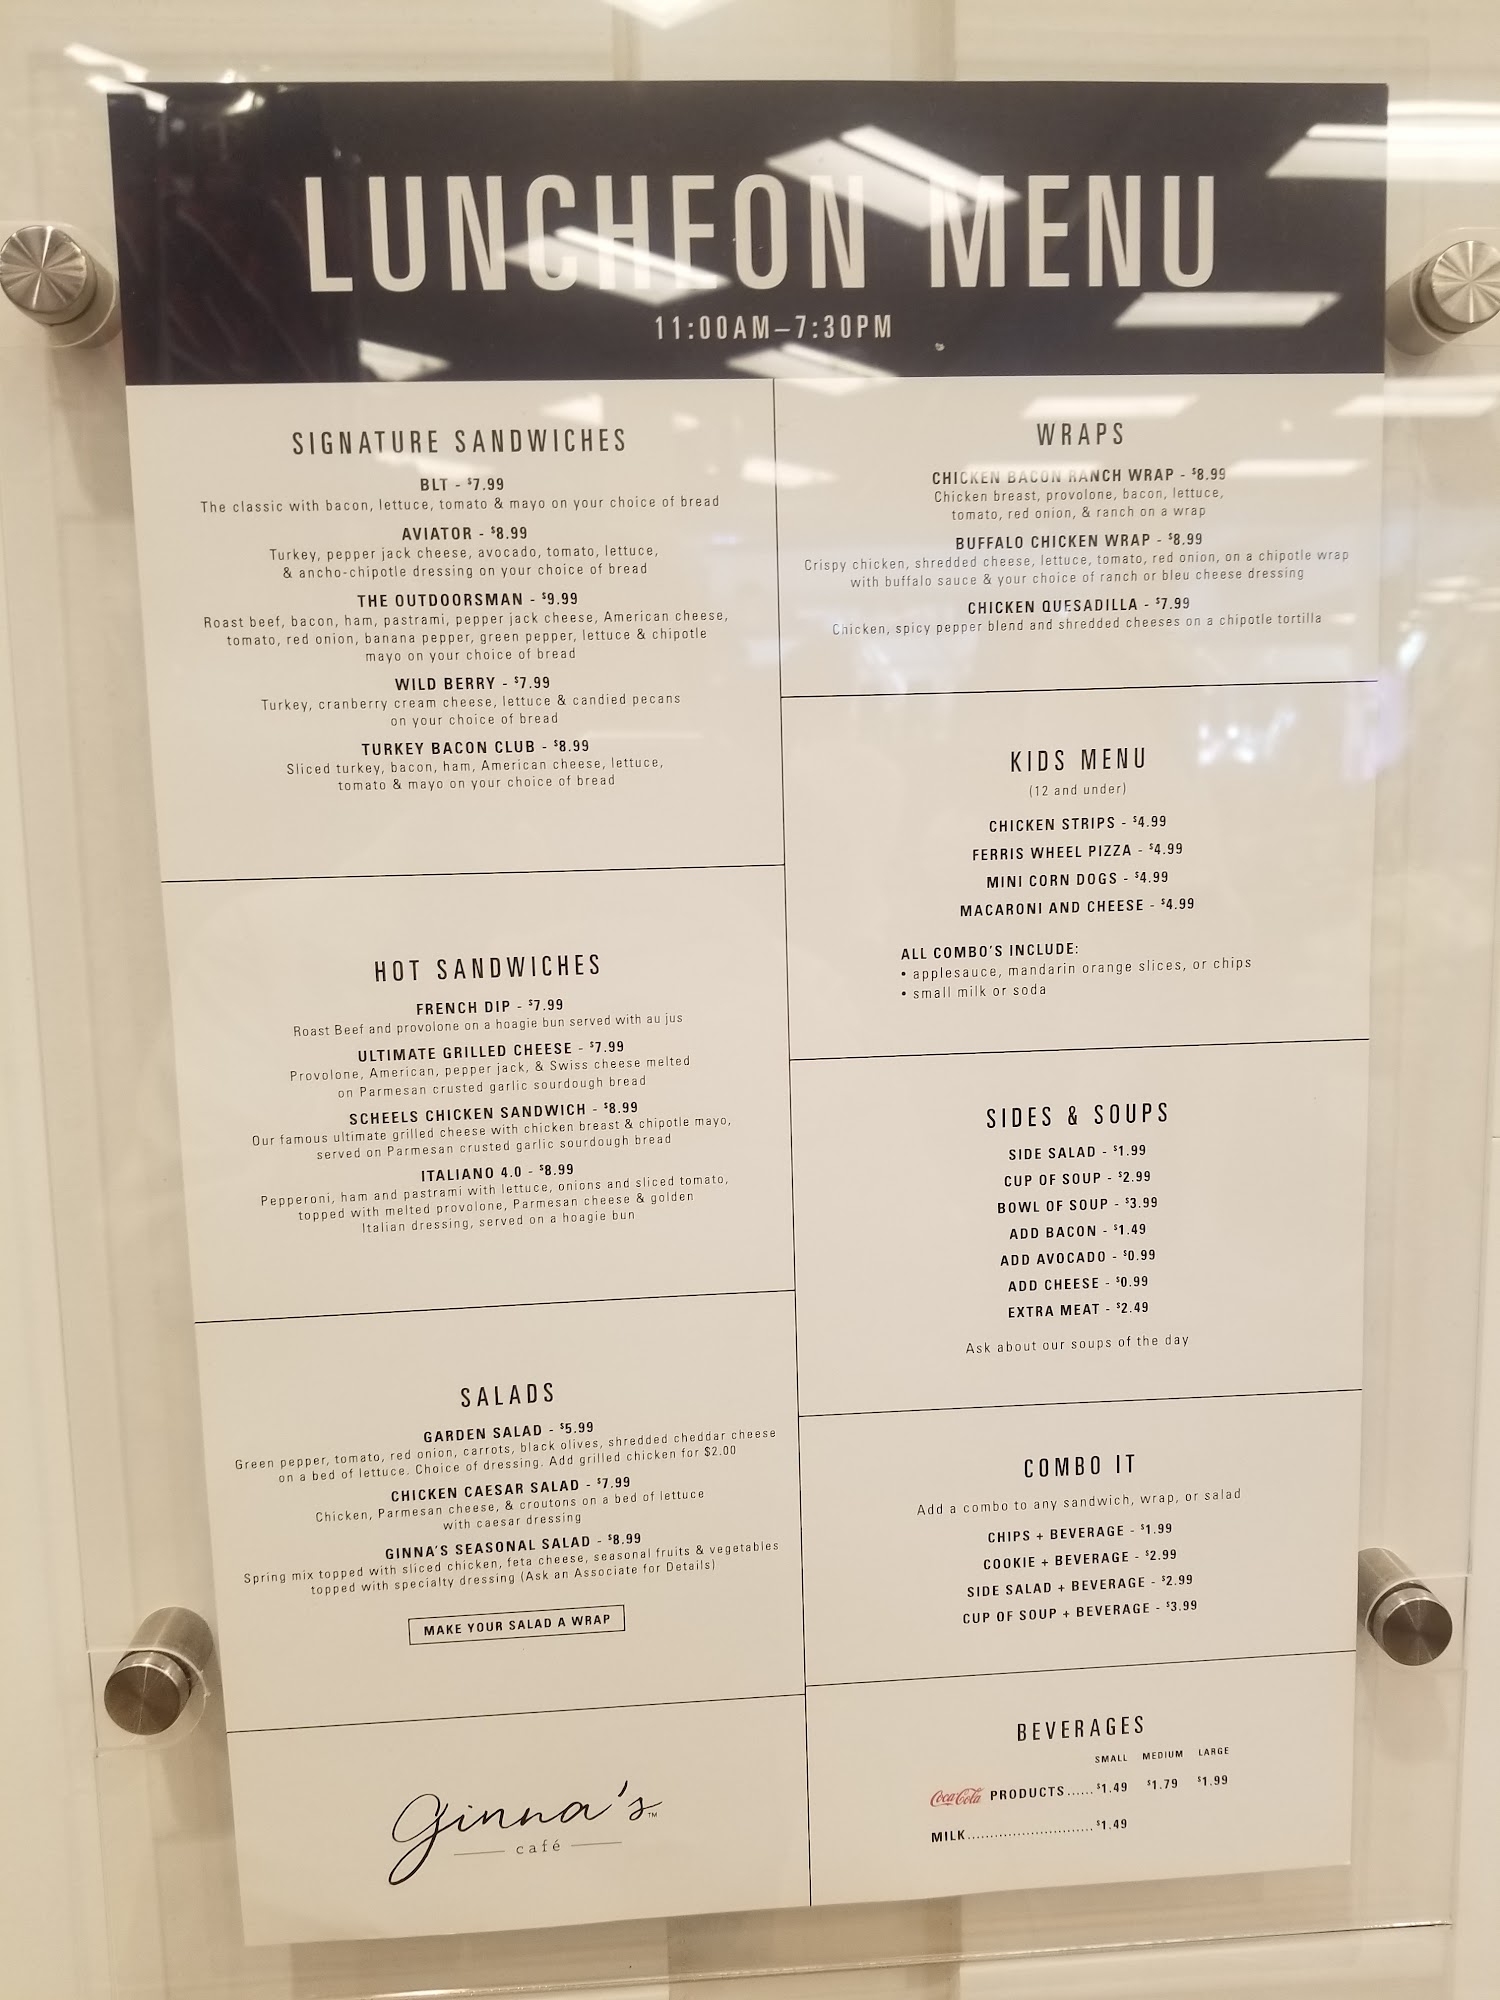 LUNCHEON MENU
11:00AM–7:30PM
SIGNATURE SANDWICHES
BLT - $7.99
The classic with bacon, lettuce, tomato & mayo on your choice of bread
AVIATOR - $8.99
Turkey, pepper jack cheese, avocado, tomato, lettuce,
& ancho-chipotle dressing on your choice of bread
THE OUTDOORSMAN - $9.99
Roast beef, bacon, ham, pastrami, pepper jack cheese, American cheese,
tomato, red onion, banana pepper, green pepper, lettuce & chipotle
mayo on your choice of bread
WILD BERRY - $7.99
Turkey, cranberry cream cheese, lettuce & candied pecans
on your choice of bread
TURKEY BACON CLUB - $8.99
Sliced turkey, bacon, ham, American cheese, lettuce,
tomato & mayo on your choice of bread
HOT SANDWICHES
FRENCH DIP - $7.99
Roast Beef and provolone on a hoagie bun served with au jus
ULTIMATE GRILLED CHEESE - $7.99
Provolone, American, pepper jack, & Swiss cheese melted
on Parmesan crusted garlic sourdough bread
SCHEELS CHICKEN SANDWICH - $8.99
Our famous ultimate grilled cheese with chicken breast & chipotle mayo,
served on Parmesan crusted garlic sourdough bread
ITALIANO 4.0 - $8.99
Pepperoni, ham and pastrami with lettuce, onions and sliced tomato,
topped with melted provolone, Parmesan cheese & golden
Italian dressing, served on a hoagie bun
SALADS
GARDEN SALAD - $5.99
Green pepper, tomato, red onion, carrots, black olives, shredded cheddar cheese
on a bed of lettuce. Choice of dressing. Add grilled chicken for $2.00
CHICKEN CAESAR SALAD - $7.99
Chicken, Parmesan cheese, & croutons on a bed of lettuce
with caesar dressing
GINNA'S SEASONAL SALAD - $8.99
Spring mix topped with sliced chicken, feta cheese, seasonal fruits & vegetables
topped with specialty dressing (Ask an Associate for Details)
MAKE YOUR SALAD A WRAP
ginna's™
café
WRAPS
CHICKEN BACON RANCH WRAP - $8.99
Chicken breast, provolone, bacon, lettuce,
tomato, red onion, & ranch on a wrap
BUFFALO CHICKEN WRAP - $8.99
Crispy chicken, shredded cheese, lettuce, tomato, red onion, on a chipotle wrap
with buffalo sauce & your choice of ranch or bleu cheese dressing
CHICKEN QUESADILLA - $7.99
Chicken, spicy pepper blend and shredded cheeses on a chipotle tortilla
KIDS MENU
(12 and under)
CHICKEN STRIPS - $4.99
FERRIS WHEEL PIZZA - $4.99
MINI CORN DOGS - $4.99
MACARONI AND CHEESE - $4.99
ALL COMBO'S INCLUDE:
• applesauce, mandarin orange slices, or chips
• small milk or soda
SIDES & SOUPS
SIDE SALAD - $1.99
CUP OF SOUP - $2.99
BOWL OF SOUP - $3.99
ADD BACON - $1.49
ADD AVOCADO - $0.99
ADD CHEESE - $0.99
EXTRA MEAT - $2.49
Ask about our soups of the day
COMBO IT
Add a combo to any sandwich, wrap, or salad
CHIPS + BEVERAGE - $1.99
COOKIE + BEVERAGE - $2.99
SIDE SALAD + BEVERAGE - $2.99
CUP OF SOUP + BEVERAGE - $3.99
BEVERAGES
SMALL MEDIUM LARGE
Coca-Cola PRODUCTS......$1.49 $1.79 $1.99
MILK............................$1.49